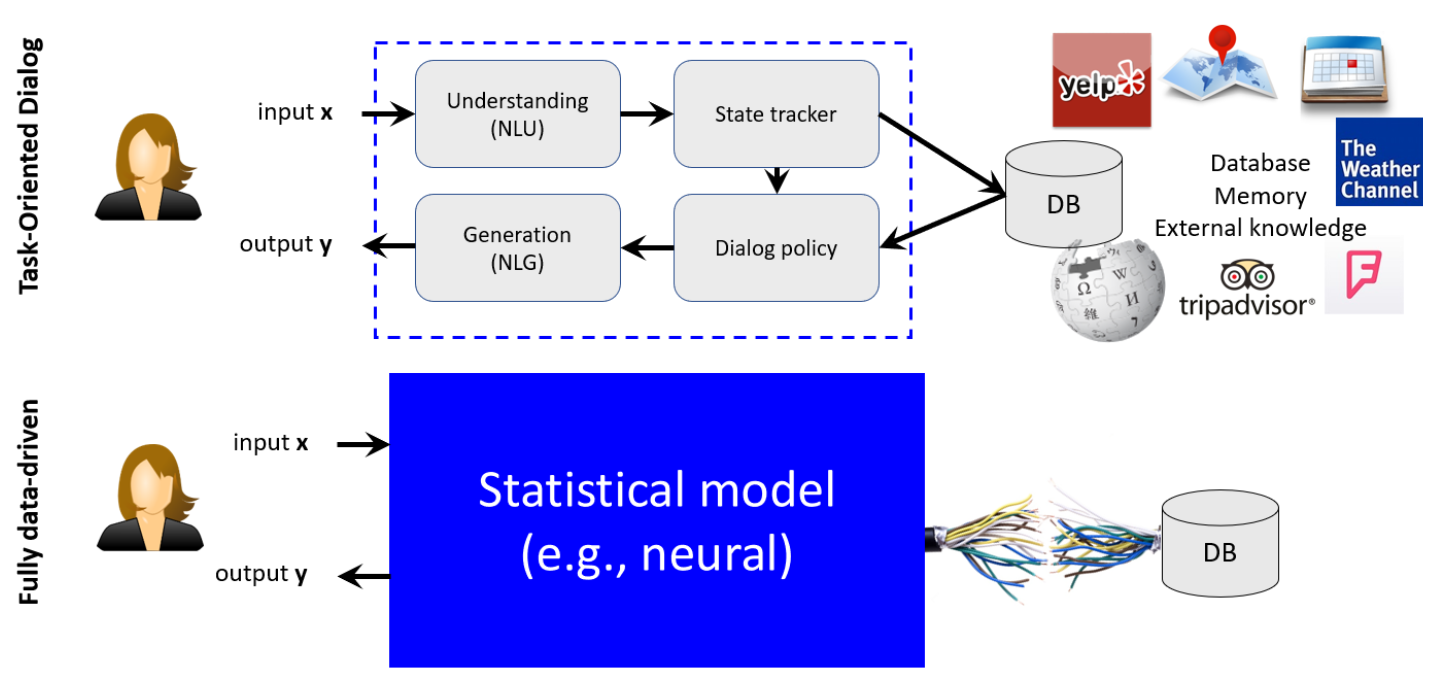 Task-Oriented Dialog
input x
Understanding
(NLU)
State tracker
output y
Generation
(NLG)
Dialog policy
DB
yelp
The
Weather
Channel
Database
Memory
External knowledge
Ω
W
И
維
tripadvisor®
F
Fully data-driven
input x
output y
Statistical model
(e.g., neural)
DB